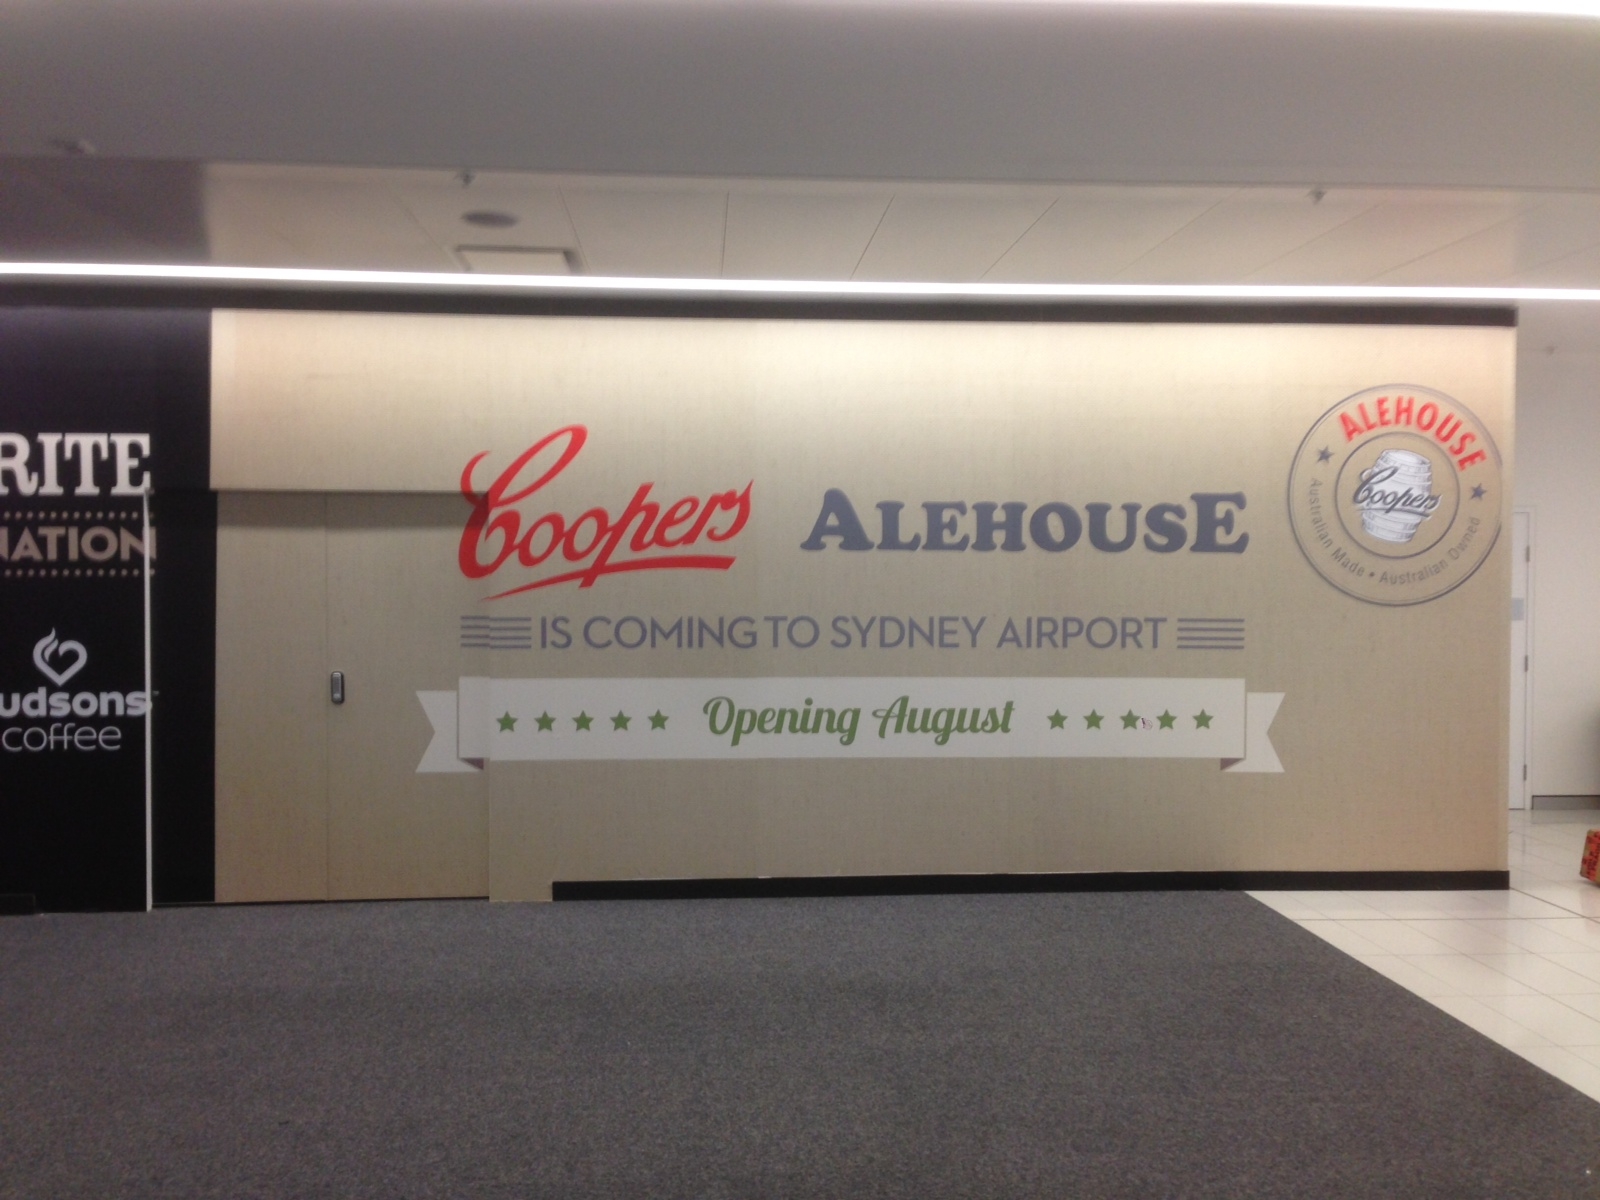 RITE
NATION
udsons
coffee
Coopers ALEHOUSE
IS COMING TO SYDNEY AIRPORT
Opening August
ALEHOUSE
Coopers
Australian Made • Australian Owned